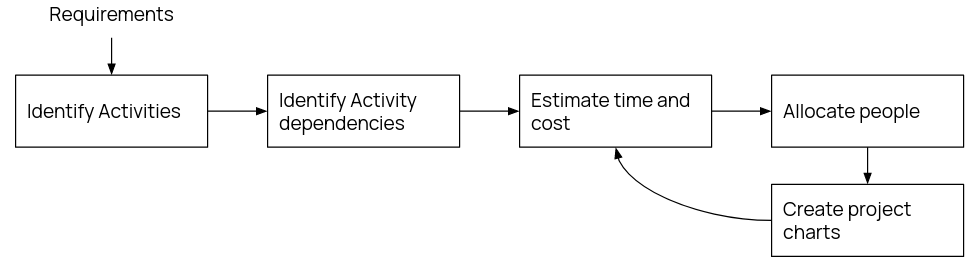 Requirements
Identify Activities
Identify Activity
dependencies
Estimate time and
cost
Allocate people
Create project
charts